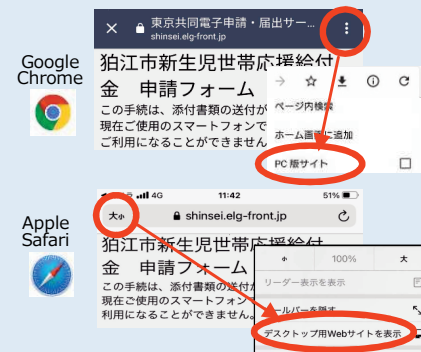 Google
Chrome
東京共同電子申請・届出サー...
shinsei.elg-front.jp
狛江市新生児世帯応援給付
金 申請フォーム
この手続は、添付書類の送付が
現在ご使用のスマートフォンで
ご利用になることができません
ページ内検索
ホーム画面に追加
PC 版サイト
Apple
Safari
4G
11:42
51%
大小
shinsei.elg-front.jp
狛江市新生児世帯応援給付
金 申請フォーム
この手続は、添付書類の送付か
現在ご使用のスマートフォン
利用になることができません。
小
100%
大
リーダー表示を表示
ツールバーを隠す
デスクトップ用Webサイトを表示